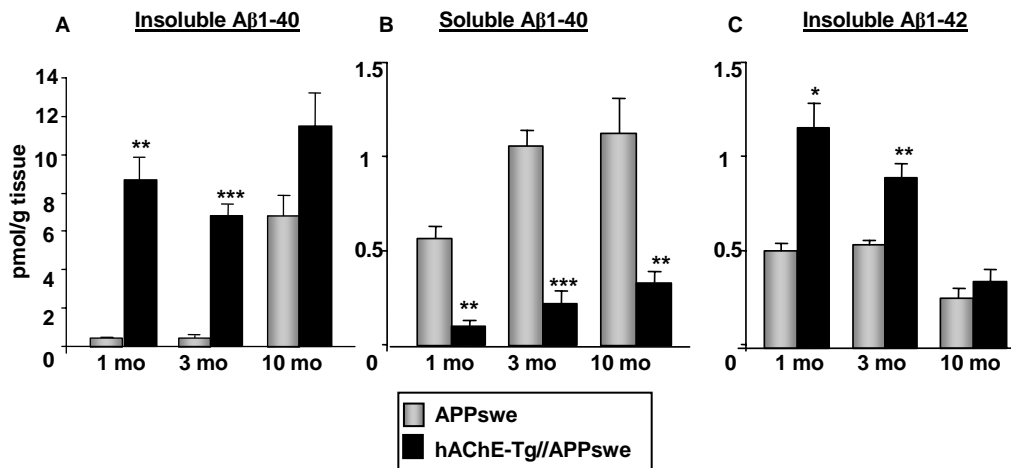 A Insoluble Aβ1-40
B Soluble Aβ1-40
C Insoluble Aβ1-42
pmol/g tissue
14
12
10
8
6
4
2
0
**
***
1 mo 3 mo 10 mo
1.5
1
0.5
0
**
***
**
1 mo 3 mo 10 mo
1.5
1
0.5
0
*
**
1 mo 3 mo 10 mo
APPswe
hAChE-Tg//APPswe